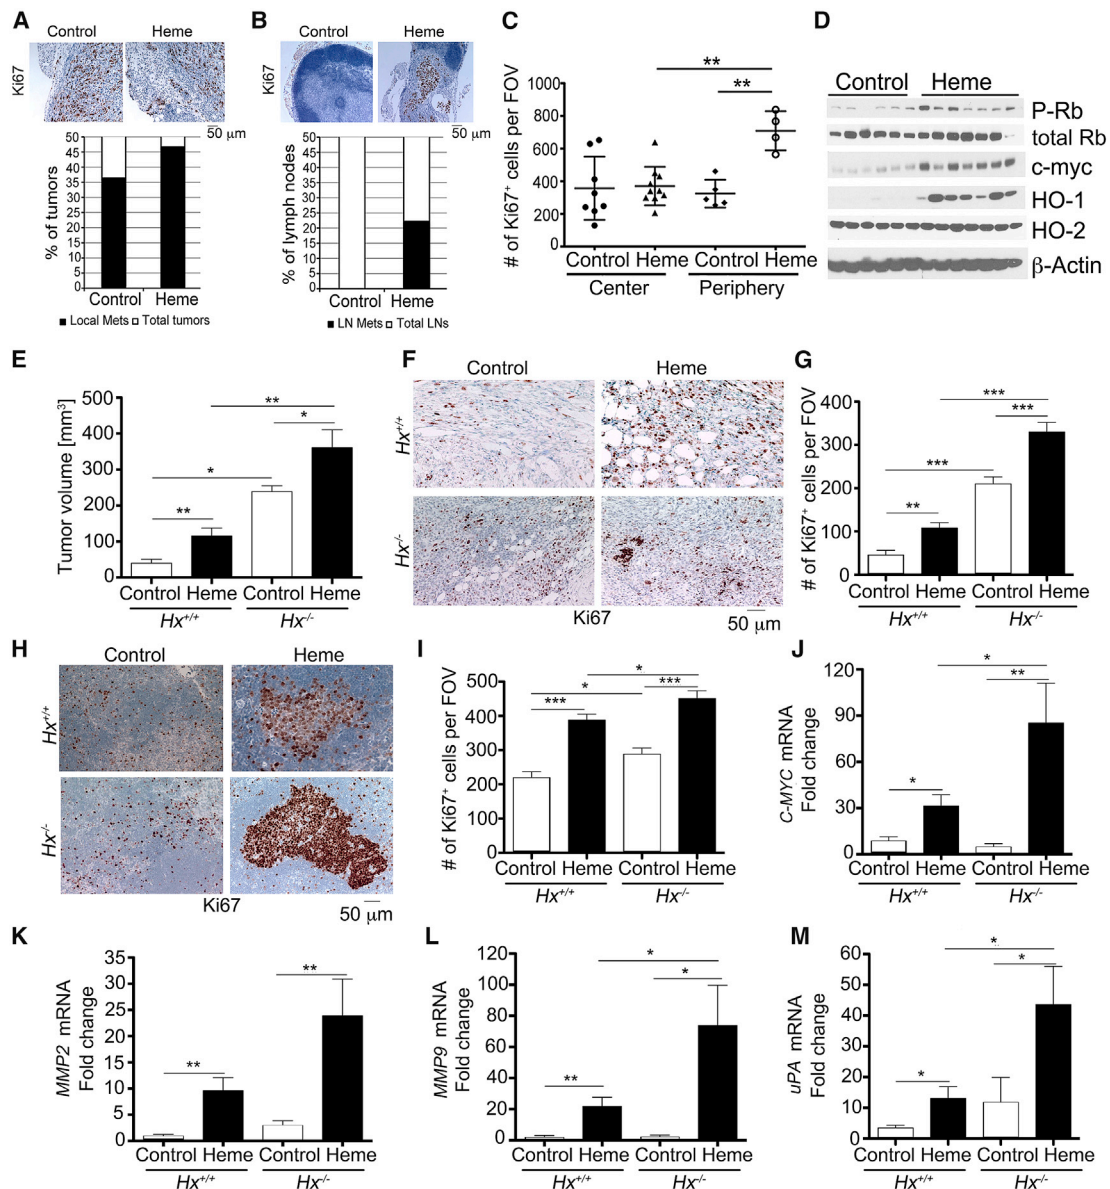 A
Control Heme
Ki67
50 μm
% of tumors
50
45
40
35
30
25
20
15
10
5
0
Control Heme
■ Local Mets □ Total tumors
B
Control Heme
Ki67
50 μm
% of lymph nodes
50
45
40
35
30
25
20
15
10
5
0
Control Heme
■ LN Mets □ Total LNs
C
# of Ki67⁺ cells per FOV
1000
800
600
400
200
0
**
**
Control Heme Control Heme
Center Periphery
D
Control Heme
P-Rb
total Rb
c-myc
HO-1
HO-2
β-Actin
E
Tumor volume [mm³]
500
400
300
200
100
0
**
*
*
**
Control Heme Control Heme
Hx⁺/⁺ Hx⁻/⁻
F
Control Heme
Hx⁺/⁺
Hx⁻/⁻
Ki67
50 μm
G
# of Ki67⁺ cells per FOV
400
300
200
100
0
***
***
***
**
Control Heme Control Heme
Hx⁺/⁺ Hx⁻/⁻
H
Control Heme
Hx⁺/⁺
Hx⁻/⁻
Ki67
50 μm
I
# of Ki67⁺ cells per FOV
500
400
300
200
100
0
*
*
***
***
Control Heme Control Heme
Hx⁺/⁺ Hx⁻/⁻
J
C-MYC mRNA
Fold change
120
90
60
30
0
*
**
*
Control Heme Control Heme
Hx⁺/⁺ Hx⁻/⁻
K
MMP2 mRNA
Fold change
35
30
25
20
15
10
5
0
**
**
Control Heme Control Heme
Hx⁺/⁺ Hx⁻/⁻
L
MMP9 mRNA
Fold change
120
100
80
60
40
20
0
*
*
**
Control Heme Control Heme
Hx⁺/⁺ Hx⁻/⁻
M
uPA mRNA
Fold change
60
50
40
30
20
10
0
*
*
*
Control Heme Control Heme
Hx⁺/⁺ Hx⁻/⁻